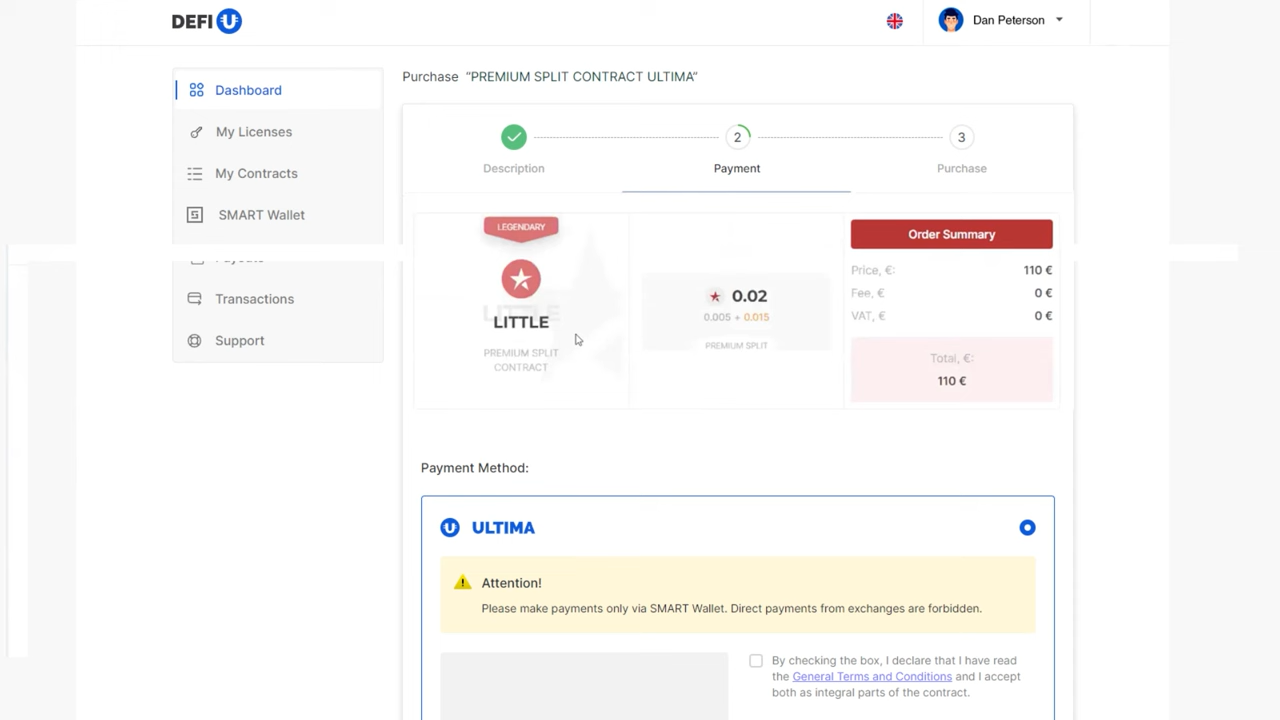 DEFI U
Dan Peterson
Dashboard
My Licenses
My Contracts
SMART Wallet
Transactions
Support
Purchase “PREMIUM SPLIT CONTRACT ULTIMA”
2
3
Description
Payment
Purchase
LEGENDARY
LITTLE
PREMIUM SPLIT
CONTRACT
0.02
0.005 + 0.015
PREMIUM SPLIT
Order Summary
Price, €: 110 €
Fee, € 0 €
VAT, € 0 €
Total, €:
110 €
Payment Method:
ULTIMA
Attention!
Please make payments only via SMART Wallet. Direct payments from exchanges are forbidden.
By checking the box, I declare that I have read
the General Terms and Conditions and I accept
both as integral parts of the contract.